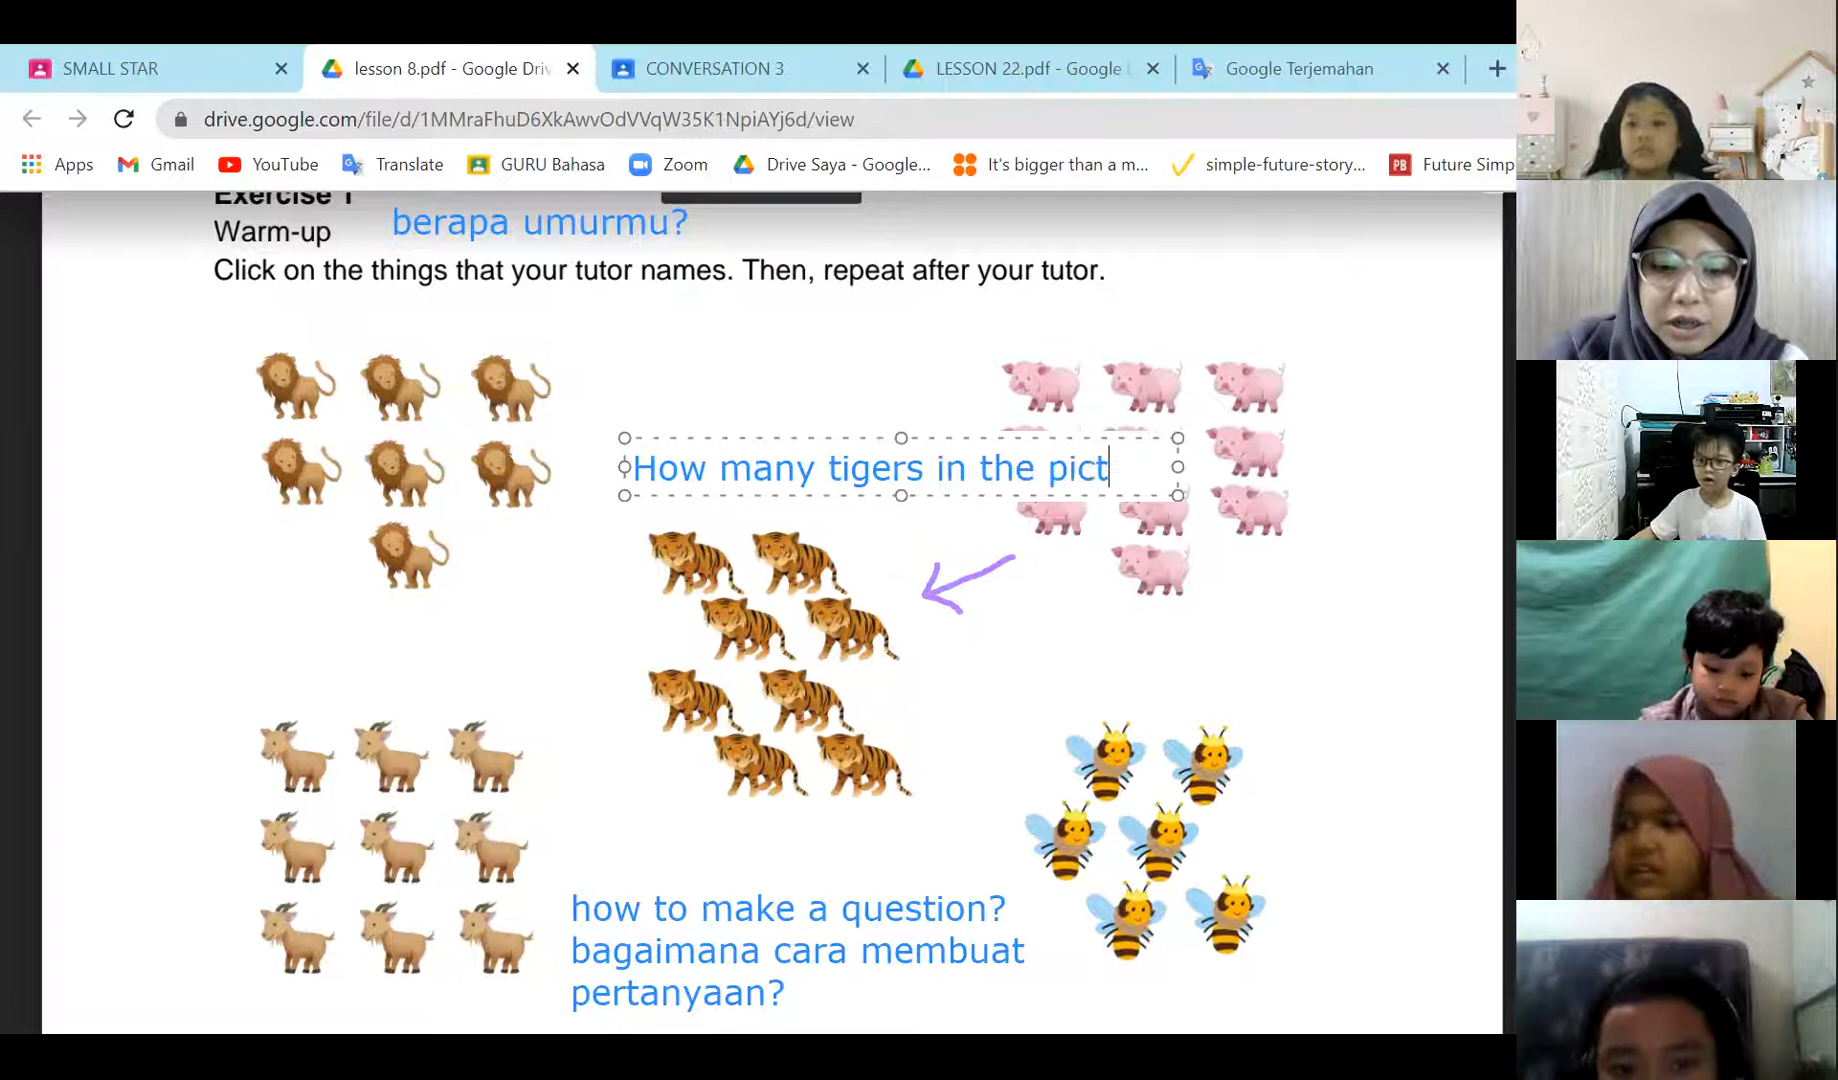 SMALL STAR
lesson 8.pdf - Google Driv
CONVERSATION 3
LESSON 22.pdf - Google
Google Terjemahan
drive.google.com/file/d/1MMraFhuD6XkAwvOdVVqW35K1NpiAYj6d/view
Apps
Gmail
YouTube
Translate
GURU Bahasa
Zoom
Drive Saya - Google...
It's bigger than a m...
simple-future-story...
PB
Future Simp
Exercise 1
berapa umurmu?
Warm-up
Click on the things that your tutor names. Then, repeat after your tutor.
How many tigers in the pict
how to make a question?
bagaimana cara membuat
pertanyaan?